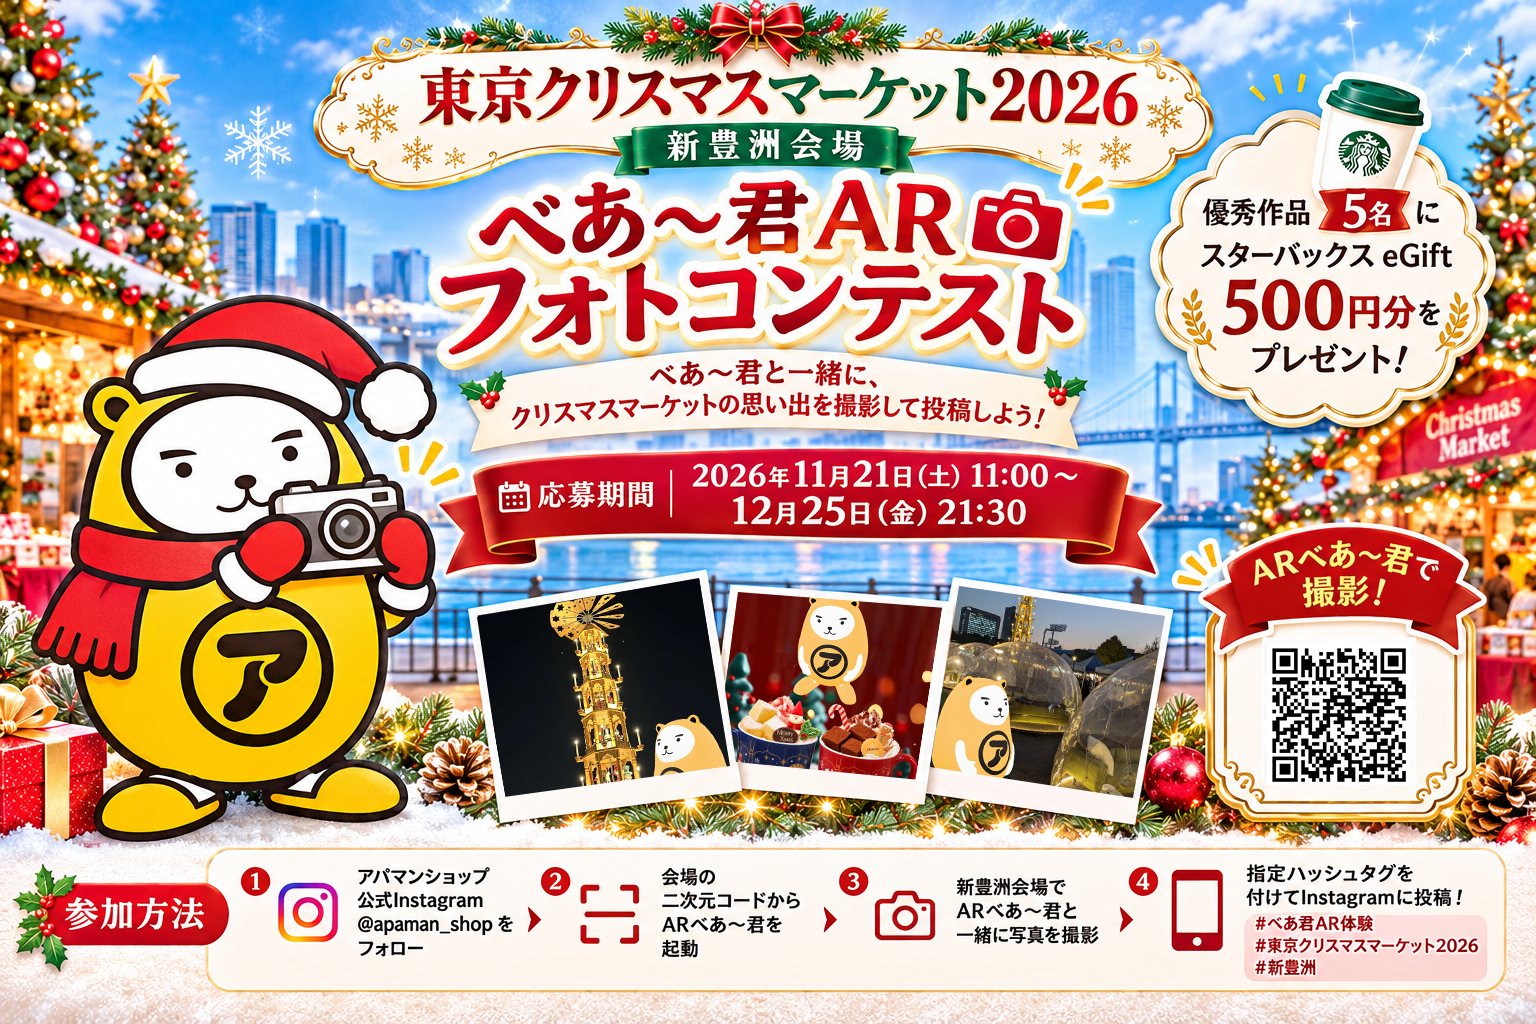 東京クリスマスマーケット2026
新豊洲会場
べあ～君AR
フォトコンテスト
べあ～君と一緒に、
クリスマスマーケットの思い出を撮影して投稿しよう！
応募期間
2026年11月21日(土) 11:00～
12月25日(金) 21:30
優秀作品 5名に
スターバックス eGift
500円分を
プレゼント！
Christmas
Market
ア
ARべあ～君で
撮影！
ア
ア
ア
参加方法
1
アパマンショップ
公式Instagram
@apaman_shop を
フォロー
2
会場の
二次元コードから
ARべあ～君を
起動
3
新豊洲会場で
ARべあ～君と
一緒に写真を撮影
4
指定ハッシュタグを
付けてInstagramに投稿！
#べあ君AR体験
#東京クリスマスマーケット2026
#新豊洲